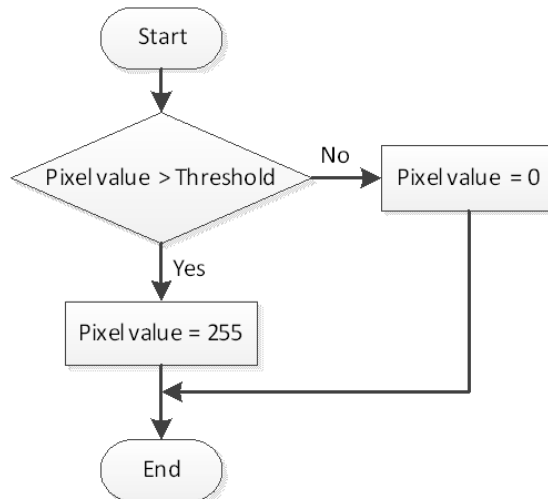 Start
Pixel value > Threshold
No
Pixel value = 0
Yes
Pixel value = 255
End